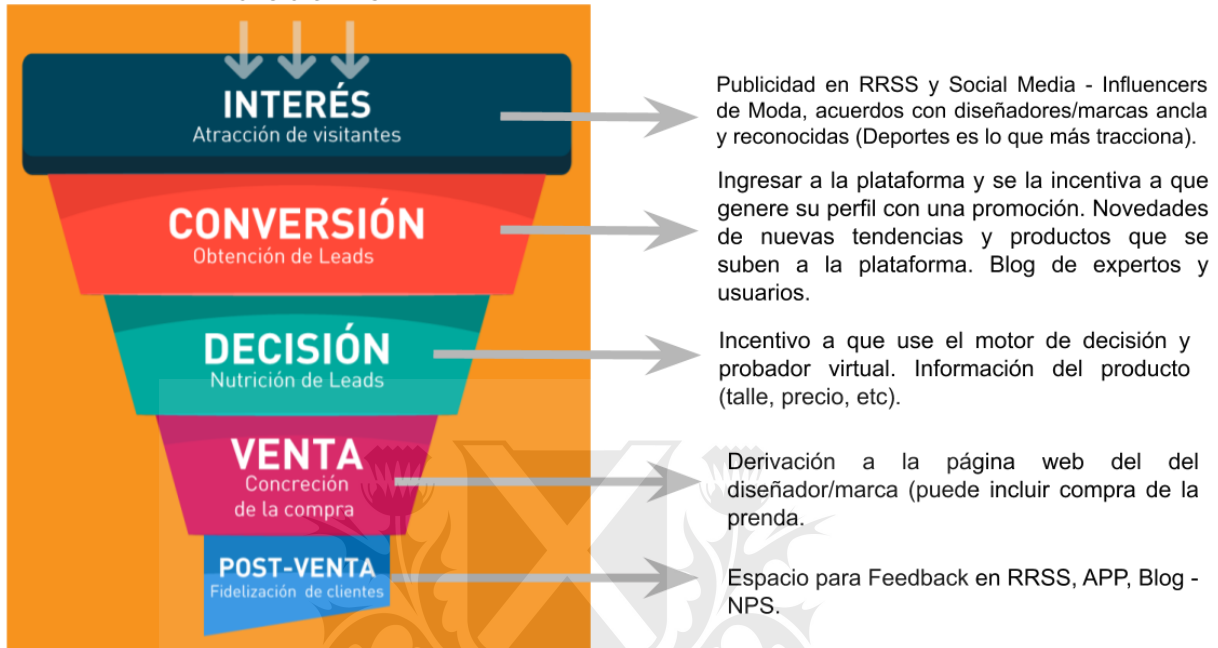 INTERÉS
Atracción de visitantes
Publicidad en RRSS y Social Media - Influencers
de Moda, acuerdos con diseñadores/marcas ancla
y reconocidas (Deportes es lo que más tracciona).
CONVERSIÓN
Obtención de Leads
Ingresar a la plataforma y se la incentiva a que
genere su perfil con una promoción. Novedades
de nuevas tendencias y productos que se
suben a la plataforma. Blog de expertos y
usuarios.
DECISIÓN
Nutrición de Leads
Incentivo a que use el motor de decisión y
probador virtual. Información del producto
(talle, precio, etc).
VENTA
Concreción
de la compra
Derivación a la página web del del
diseñador/marca (puede incluir compra de la
prenda.
POST-VENTA
Fidelización de clientes
Espacio para Feedback en RRSS, APP, Blog -
NPS.